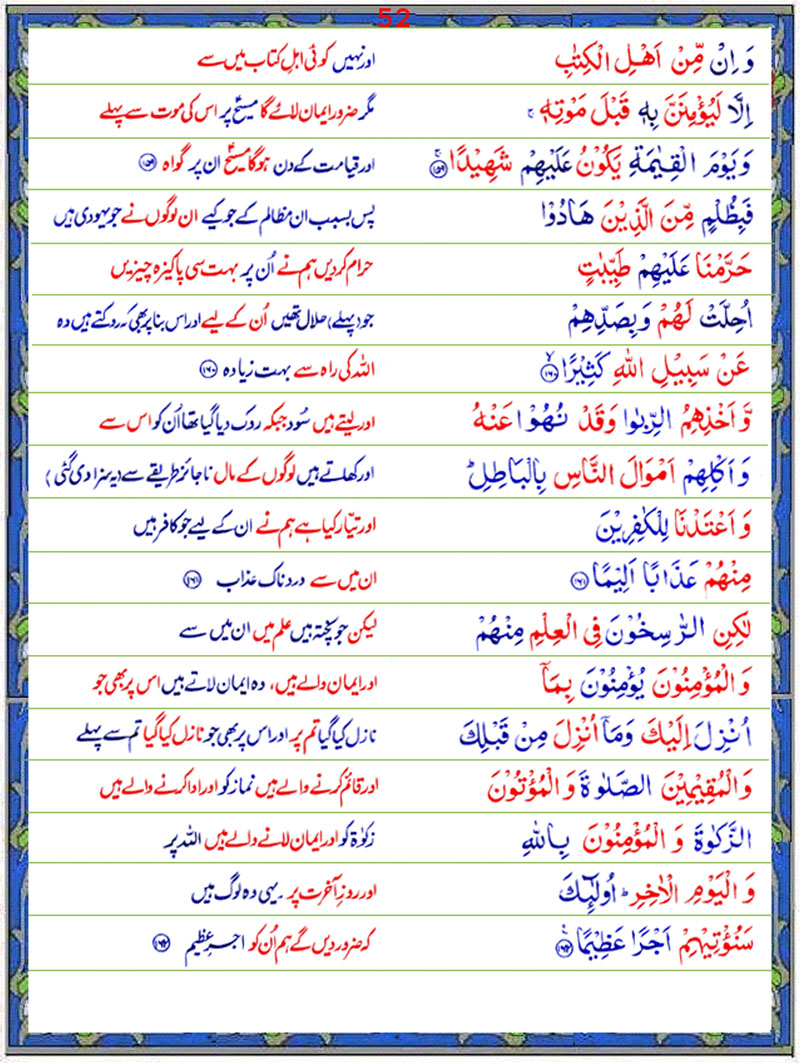 52
وَ اِنْ مِّنْ اَهْلِ الْكِتٰبِ اور نہیں کوئی اہلِ کتاب میں سے
اِلَّا لَيُؤْمِنَنَّ بِهٖ قَبْلَ مَوْتِهٖ ۚ مگر ضرور ایمان لائے گا مسیحؑ پر اس کی موت سے پہلے
وَيَوْمَ الْقِيٰمَةِ يَكُوْنُ عَلَيْهِمْ شَهِيْدًا ۚ ﴿۱۵۹﴾ اور قیامت کے دن ہوگا مسیحؑ ان پر گواہ ﴿۱۵۹﴾
فَبِظُلْمٍ مِّنَ الَّذِيْنَ هَادُوْا پس بسبب ان مظالم کے جو کیے ان لوگوں نے جو یہودی ہیں
حَرَّمْنَا عَلَيْهِمْ طَيِّبٰتٍ حرام کردیں ہم نے اُن پر بہت سی پاکیزہ چیزیں
اُحِلَّتْ لَهُمْ وَبِصَدِّهِمْ جو (پہلے) حلال تھیں اُن کے لیے اور اس بنا پر بھی کہ روکتے ہیں وہ
عَنْ سَبِيْلِ اللّٰهِ كَثِيْرًا ۙ ﴿۱۶۰﴾ اللہ کی راہ سے بہت زیادہ ﴿۱۶۰﴾
وَّ اَخْذِهِمُ الرِّبٰوا وَقَدْ نُهُوْا عَنْهُ اور لیتے ہیں سُود جبکہ روک دیا گیا تھا اُن کو اس سے
وَ اَكْلِهِمْ اَمْوَالَ النَّاسِ بِالْبَاطِلِ ؕ اور کھاتے ہیں لوگوں کے مال ناجائز طریقے سے (یہ سزا دی گئی)
وَ اَعْتَدْنَا لِلْكٰفِرِيْنَ اور تیار کیا ہے ہم نے ان کے لیے جو کافر ہیں
مِنْهُمْ عَذَابًا اَلِيْمًا ﴿۱۶۱﴾ ان میں سے دردناک عذاب ﴿۱۶۱﴾
لٰكِنِ الرّٰسِخُوْنَ فِي الْعِلْمِ مِنْهُمْ لیکن جو پختہ ہیں علم میں ان میں سے
وَ الْمُؤْمِنُوْنَ يُؤْمِنُوْنَ بِمَاۤ اور ایمان والے ہیں، وہ ایمان لاتے ہیں اس پر بھی جو
اُنْزِلَ اِلَيْكَ وَمَاۤ اُنْزِلَ مِنْ قَبْلِكَ نازل کیا گیا تم پر اور اس پر بھی جو نازل کیا گیا تم سے پہلے
وَ الْمُقِيْمِيْنَ الصَّلٰوةَ وَ الْمُؤْتُوْنَ اور قائم کرنے والے ہیں نماز کو اور ادا کرنے والے ہیں
الزَّكٰوةَ وَ الْمُؤْمِنُوْنَ بِاللّٰهِ زکوٰۃ کو اور ایمان لانے والے ہیں اللہ پر
وَ الْيَوْمِ الْاٰخِرِ ؕ اُولٰٓئِكَ اور روزِ آخرت پر ۔ یہی وہ لوگ ہیں
سَنُؤْتِيْهِمْ اَجْرًا عَظِيْمًا ﴿۱۶۲﴾ کہ ضرور دیں گے ہم اُن کو اجرِ عظیم ﴿۱۶۲﴾